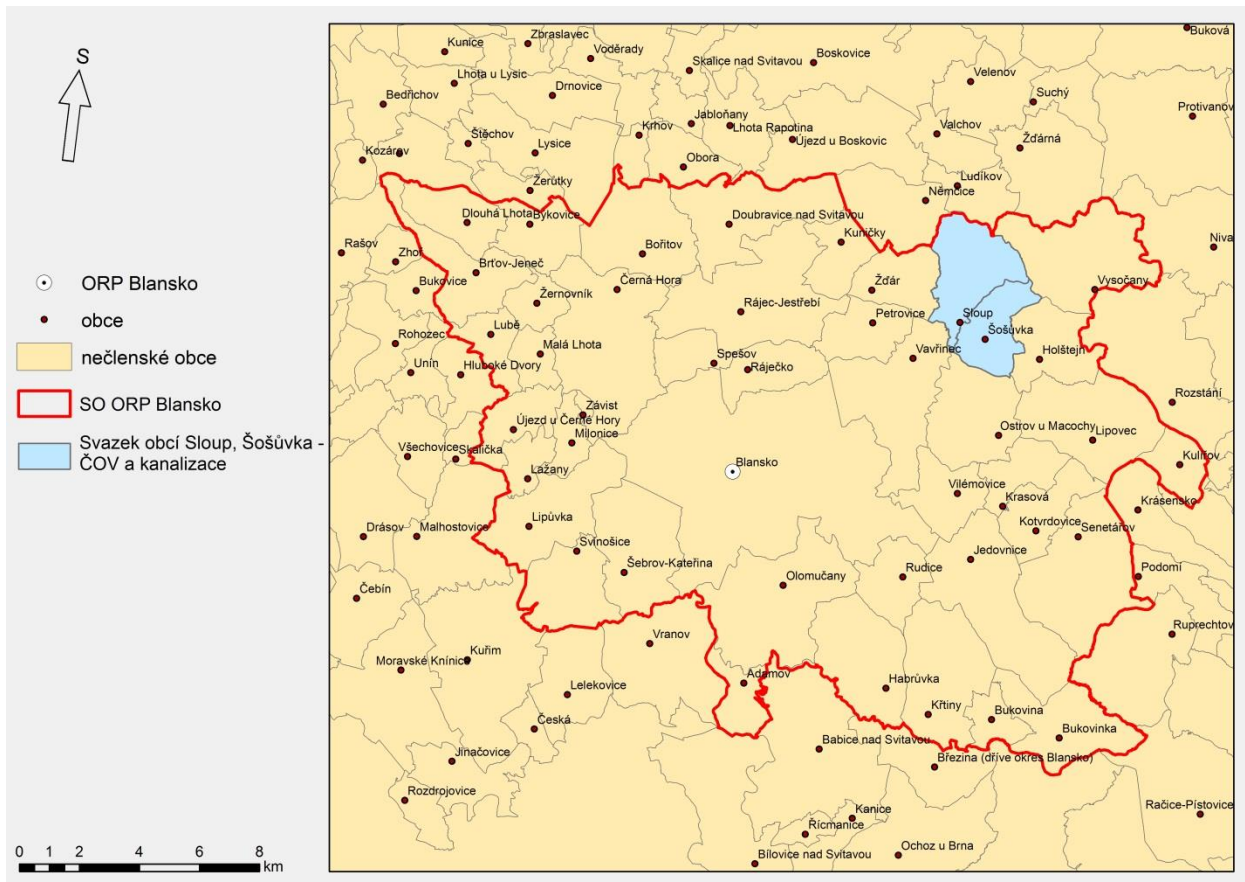 S
ORP Blansko
obce
nečlenské obce
SO ORP Blansko
Svazek obcí Sloup, Šošůvka -
ČOV a kanalizace
0 1 2 4 6 8
km
Buková
Zbraslavec
Kunice
Voděrady
Boskovice
Skalice nad Svitavou
Velenov
Lhota u Lysic
Drnovice
Suchý
Bedřichov
Protivanov
Jabloňany
Lhota Rapotina
Krhov
Valchov
Štěchov
Újezd u Boskovic
Žďárná
Lysice
Kozárov
Obora
Žerůtky
Ludíkov
Němčice
Dlouhá Lhota
Býkovice
Doubravice nad Svitavou
Kuničky
Rašov
Bořitov
Niva
Zhoř
Brťov-Jeneč
Bukovice
Černá Hora
Žďár
Vysočany
Žernovník
Rájec-Jestřebí
Petrovice
Sloup
Lubě
Šošůvka
Rohozec
Malá Lhota
Vavřinec
Holštejn
Spešov
Ráječko
Unín
Hluboké Dvory
Rozstání
Závist
Újezd u Černé Hory
Milonice
Ostrov u Macochy
Lipovec
Všechovice
Skalička
Kulířov
Blansko
Lažany
Vilémovice
Krasová
Krásensko
Lipůvka
Kotvrdovice
Senetářov
Drásov
Malhostovice
Svinošice
Jedovnice
Šebrov-Kateřina
Olomučany
Rudice
Podomí
Čebín
Vranov
Ruprechtov
Kuřim
Moravské Knínice
Adamov
Lelekovice
Habrůvka
Křtiny
Bukovina
Česká
Bukovinka
Babice nad Svitavou
Jinačovice
Březina (dříve okres Blansko)
Rozdrojovice
Kanice
Račice-Pístovice
Řícmanice
Ochoz u Brna
Bílovice nad Svitavou